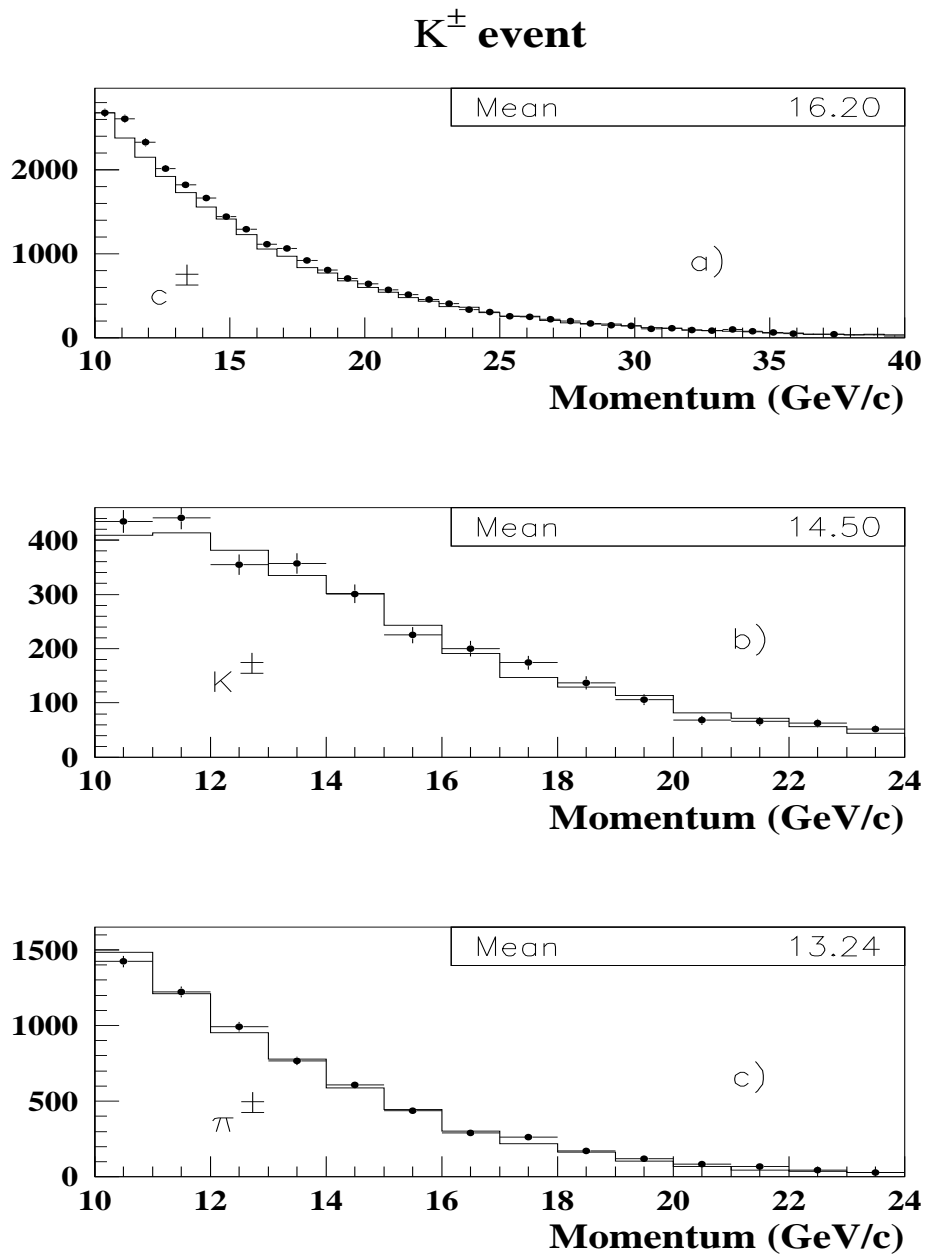 K± event
Mean 16.20
2000
1000
0
c±
a)
10 15 20 25 30 35 40
Momentum (GeV/c)
Mean 14.50
400
300
200
100
0
K±
b)
10 12 14 16 18 20 22 24
Momentum (GeV/c)
Mean 13.24
1500
1000
500
0
π±
c)
10 12 14 16 18 20 22 24
Momentum (GeV/c)